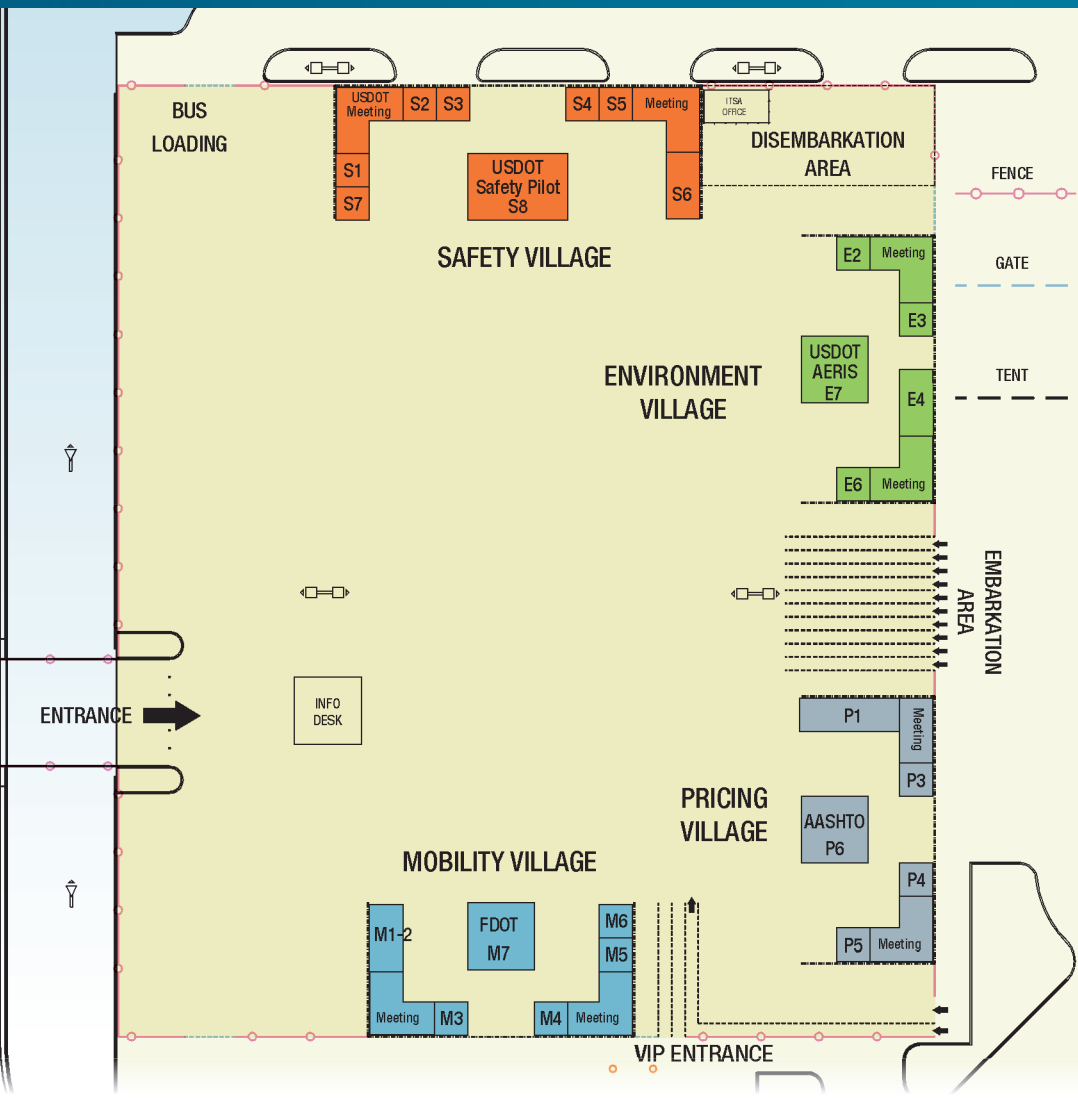 BUS
LOADING
USDOT
Meeting
S2
S3
S4
S5
Meeting
ITSA
OFFICE
DISEMBARKATION
AREA
S1
S7
USDOT
Safety Pilot
S8
S6
SAFETY VILLAGE
FENCE
GATE
TENT
E2
Meeting
E3
USDOT
AERIS
E7
E4
E6
Meeting
ENVIRONMENT
VILLAGE
EMBARKATION
AREA
ENTRANCE
INFO
DESK
P1
Meeting
P3
PRICING
VILLAGE
AASHTO
P6
P4
P5
Meeting
MOBILITY VILLAGE
M1-2
FDOT
M7
M6
M5
Meeting
M3
M4
Meeting
VIP ENTRANCE